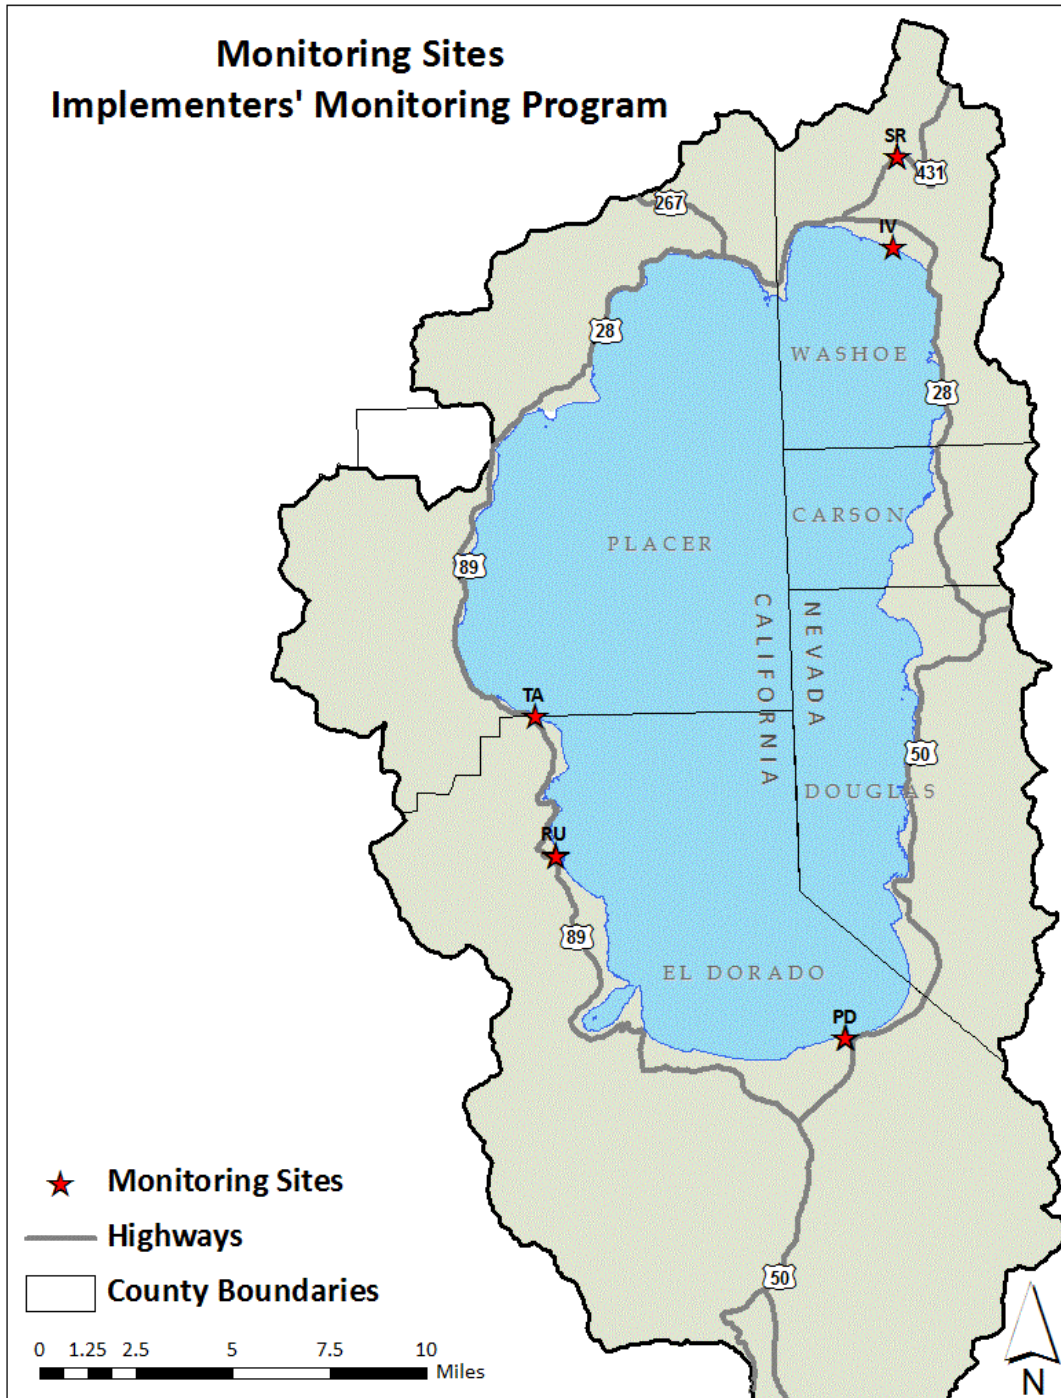 Monitoring Sites
Implementers' Monitoring Program
SR
431
267
IV
28
WASHOE
28
CARSON
PLACER
89
CALIFORNIA
NEVADA
TA
50
DOUGLAS
RU
89
EL DORADO
PD
Monitoring Sites
Highways
50
County Boundaries
0 1.25 2.5 5 7.5 10
Miles
N